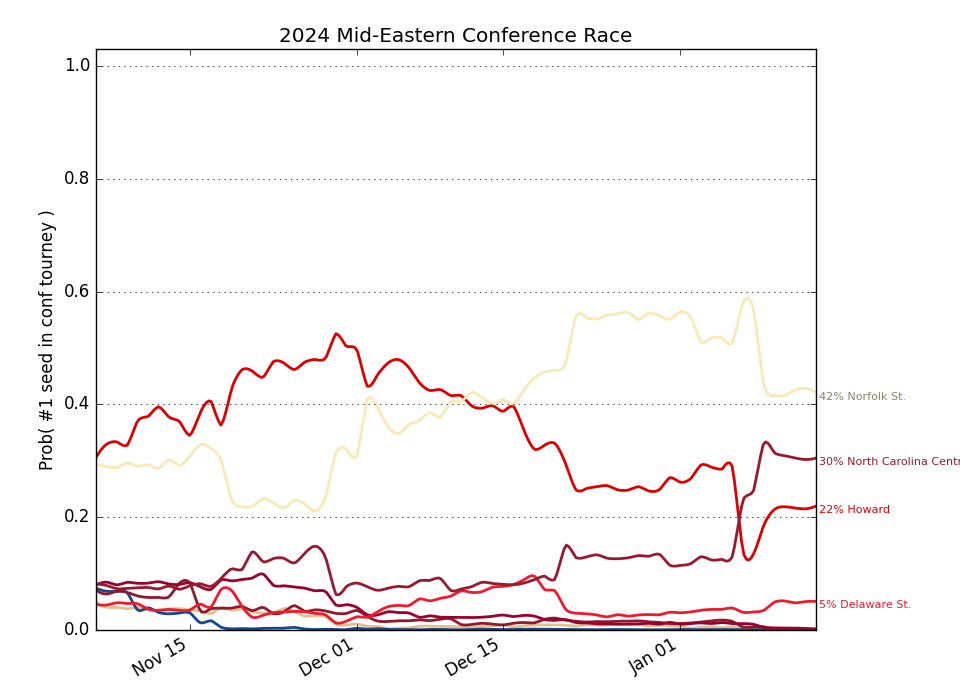 2024 Mid-Eastern Conference Race
Prob( #1 seed in conf tourney )
1.0
0.8
0.6
0.4
0.2
0.0
Nov 15
Dec 01
Dec 15
Jan 01
42% Norfolk St.
30% North Carolina Centr
22% Howard
5% Delaware St.